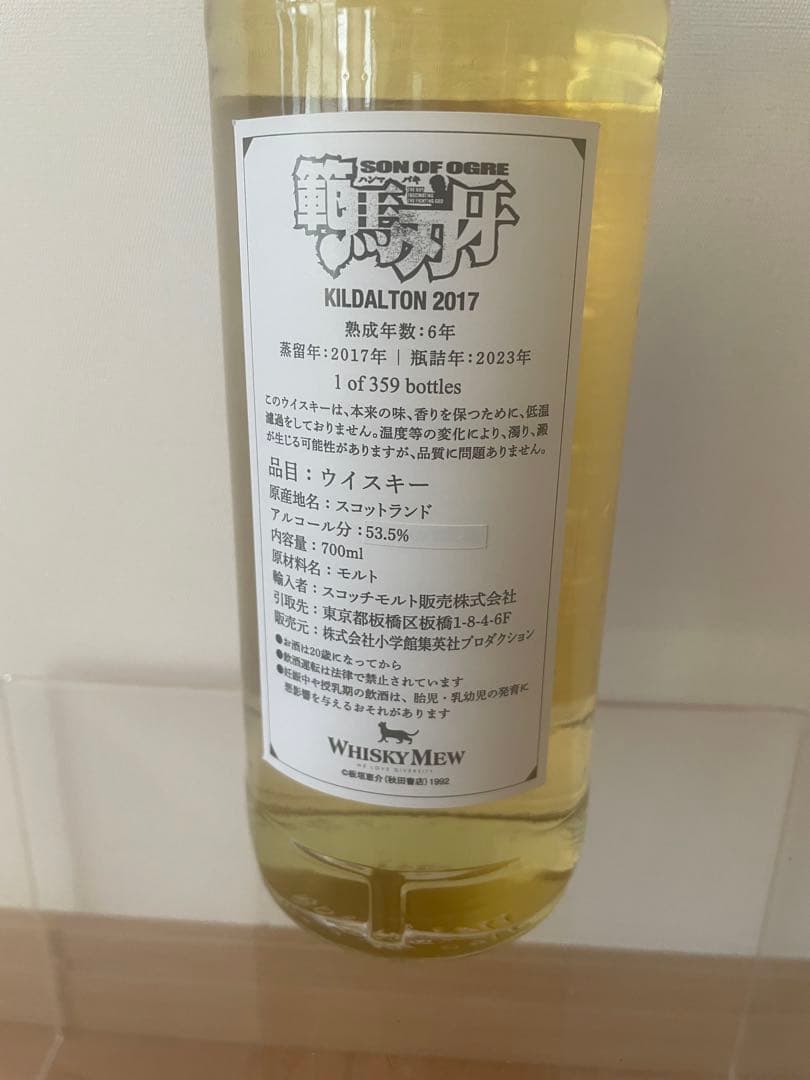 SON OF OGRE
ハンマ バキ
範馬刃牙
KILDALTON 2017
熟成年数：6年
蒸留年：2017年 | 瓶詰年：2023年
1 of 359 bottles
このウイスキーは、本来の味、香りを保つために、低温
濾過をしておりません。温度等の変化により、濁り、澱
が生じる可能性がありますが、品質に問題ありません。
品目：ウイスキー
原産地名：スコットランド
アルコール分：53.5%
内容量：700ml
原材料名：モルト
輸入者：スコッチモルト販売株式会社
引取先：東京都板橋区板橋1-8-4-6F
販売元：株式会社小学館集英社プロダクション
●お酒は20歳になってから
●飲酒運転は法律で禁止されています
●妊娠中や授乳期の飲酒は、胎児・乳幼児の発育に
悪影響を与えるおそれがあります
WHISKY MEW
WE LOVE DIVERSITY
©板垣恵介（秋田書店）1992